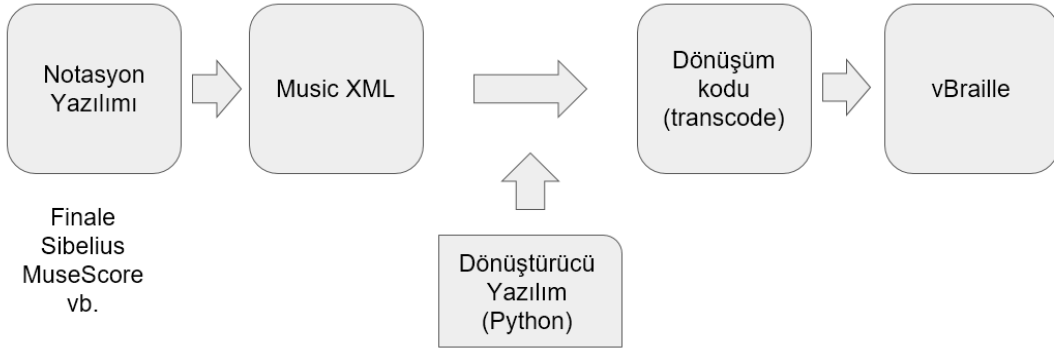 Notasyon
Yazılımı
Music XML
Dönüşüm
kodu
(transcode)
vBraille
Finale
Sibelius
MuseScore
vb.
Dönüştürücü
Yazılım
(Python)